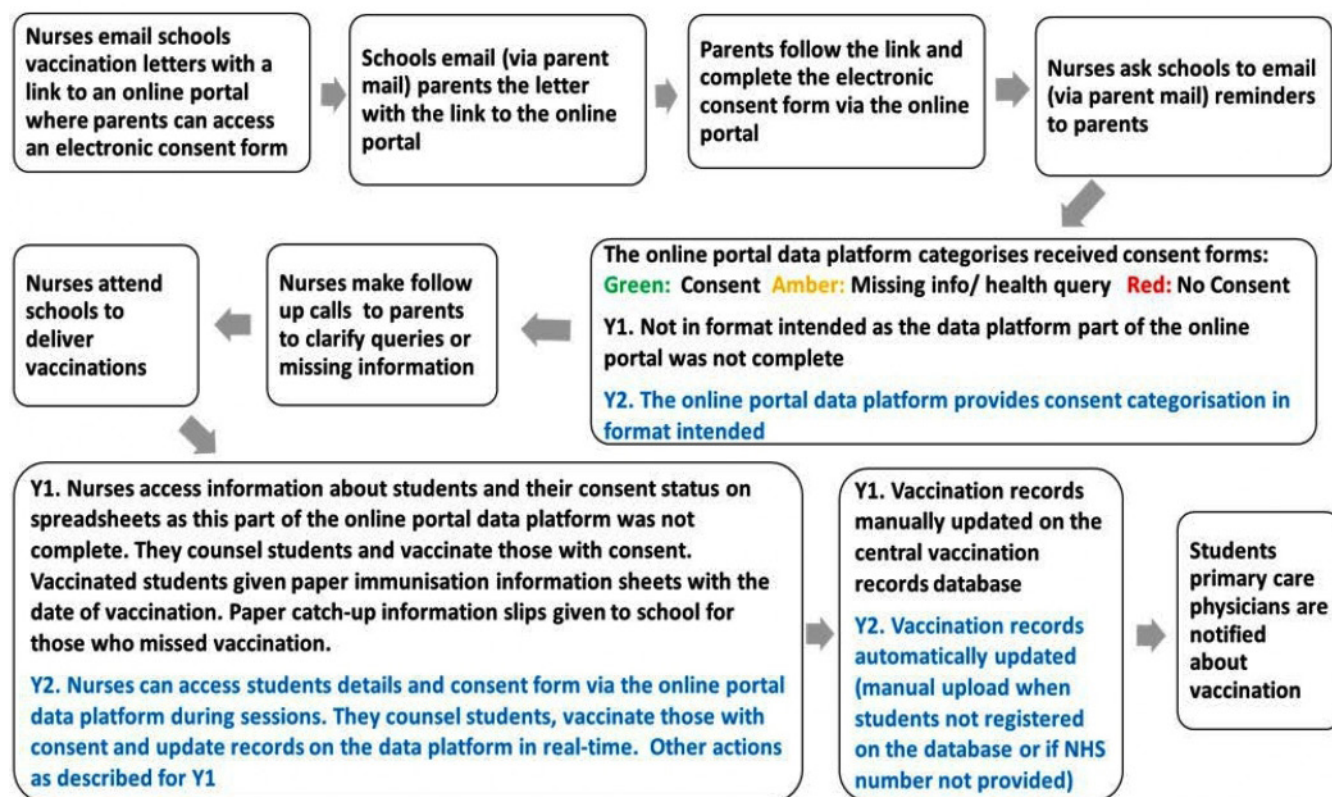 Nurses email schools
vaccination letters with a
link to an online portal
where parents can access
an electronic consent form
Schools email (via parent
mail) parents the letter
with the link to the online
portal
Parents follow the link and
complete the electronic
consent form via the online
portal
Nurses ask schools to email
(via parent mail) reminders
to parents
The online portal data platform categorises received consent forms:
Green: Consent Amber: Missing info/ health query Red: No Consent
Y1. Not in format intended as the data platform part of the online
portal was not complete
Y2. The online portal data platform provides consent categorisation in
format intended
Nurses make follow
up calls to parents
to clarify queries or
missing information
Nurses attend
schools to
deliver
vaccinations
Y1. Nurses access information about students and their consent status on
spreadsheets as this part of the online portal data platform was not
complete. They counsel students and vaccinate those with consent.
Vaccinated students given paper immunisation information sheets with the
date of vaccination. Paper catch-up information slips given to school for
those who missed vaccination.
Y2. Nurses can access students details and consent form via the online portal
data platform during sessions. They counsel students, vaccinate those with
consent and update records on the data platform in real-time. Other actions
as described for Y1
Y1. Vaccination records
manually updated on the
central vaccination
records database
Y2. Vaccination records
automatically updated
(manual upload when
students not registered
on the database or if NHS
number not provided)
Students
primary care
physicians are
notified
about
vaccination